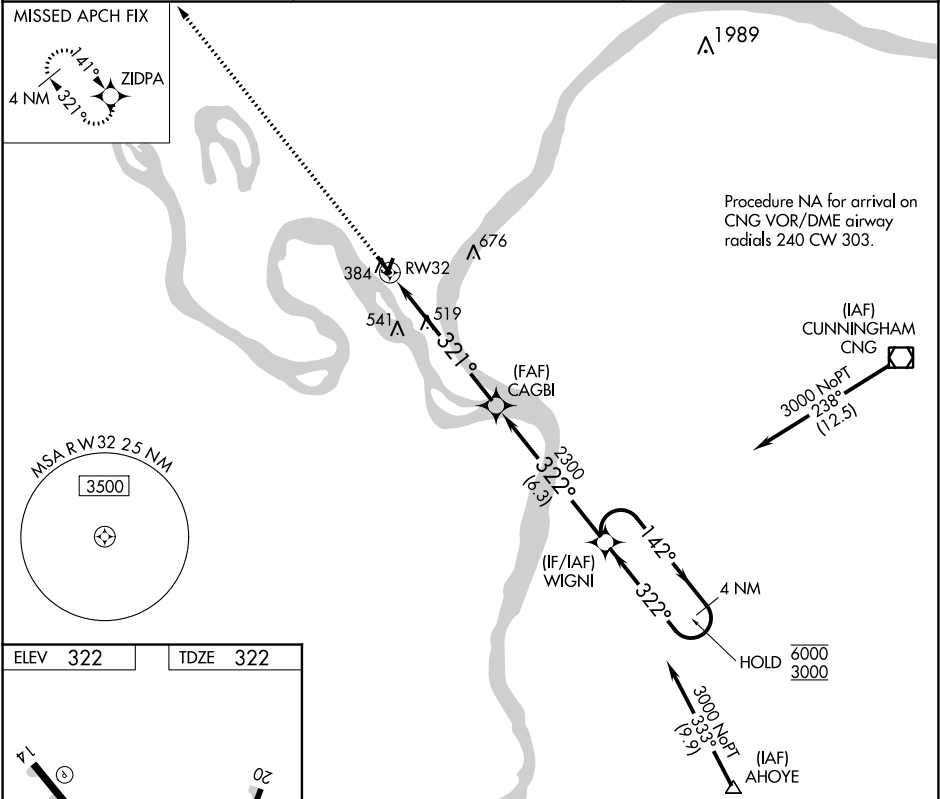 MISSED APCH FIX
141°
ZIDPA
4 NM
321°
1989
Procedure NA for arrival on
CNG VOR/DME airway
radials 240 CW 303.
676
384
RW32
541
519
321°
(IAF)
CUNNINGHAM
CNG
(FAF)
CAGBI
3000 NoPT
238°
(12.5)
MSA RW32 25 NM
3500
2300
322°
(6.3)
142°
(IF/IAF)
WIGNI
322°
4 NM
HOLD
6000
3000
ELEV 322
TDZE 322
3000 NoPT
333°
(9.9)
(IAF)
AHOYE
14
P
20